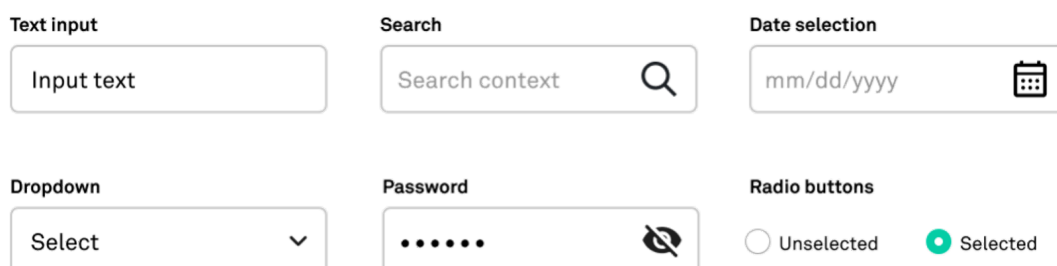 Text input
Search
Date selection
Input text
Search context
mm/dd/yyyy
Dropdown
Password
Radio buttons
Select
••••••
Unselected
Selected